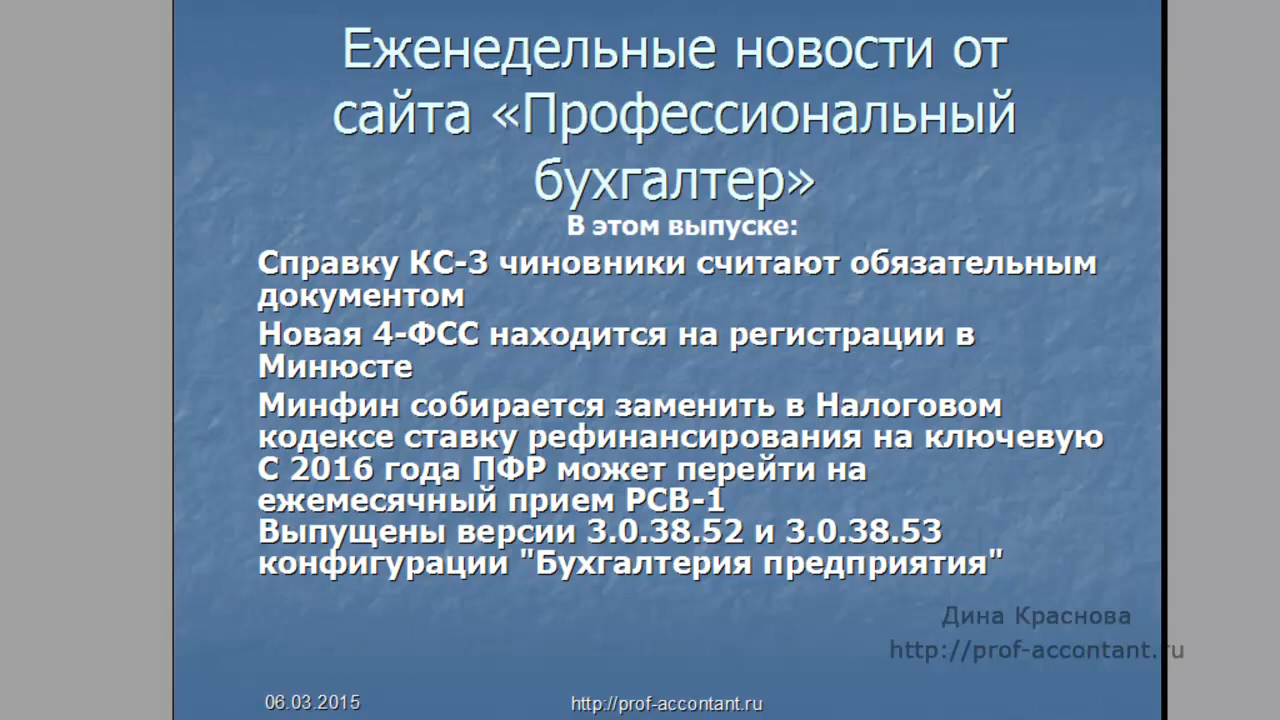 Еженедельные новости от
сайта «Профессиональный
бухгалтер»
В этом выпуске:
Справку КС-3 чиновники считают обязательным
документом
Новая 4-ФСС находится на регистрации в
Минюсте
Минфин собирается заменить в Налоговом
кодексе ставку рефинансирования на ключевую
С 2016 года ПФР может перейти на
ежемесячный прием РСВ-1
Выпущены версии 3.0.38.52 и 3.0.38.53
конфигурации "Бухгалтерия предприятия"
Дина Краснова
http://prof-accontant.ru
06.03.2015 http://prof-accontant.ru